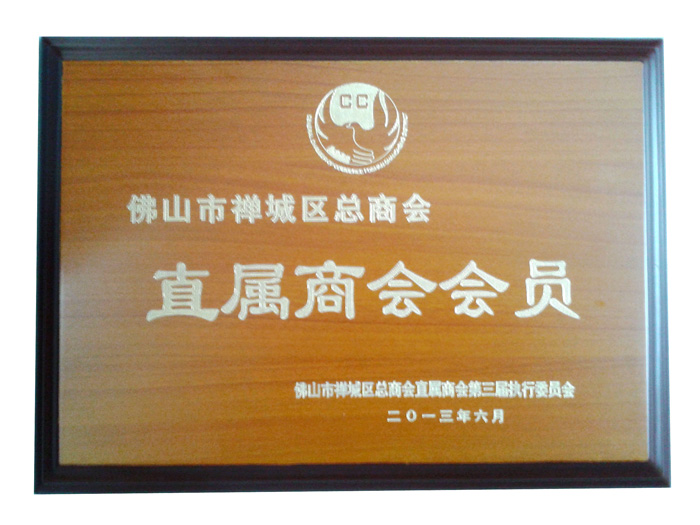 CC
佛山市禅城区总商会
直属商会会员
佛山市禅城区总商会直属商会第三届执行委员会
二〇一三年六月